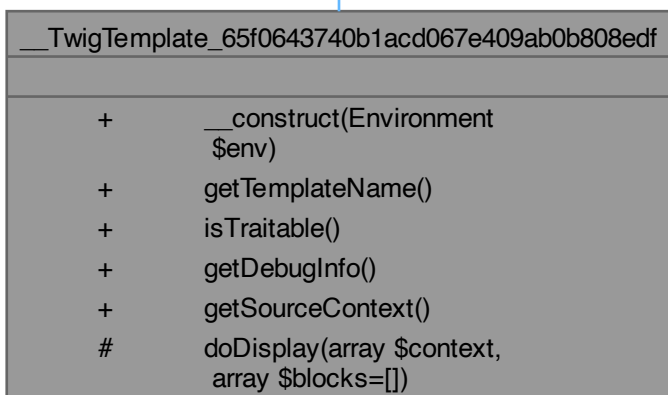 __TwigTemplate_65f0643740b1acd067e409ab0b808edf
+ __construct(Environment
$env)
+ getTemplateName()
+ isTraitable()
+ getDebugInfo()
+ getSourceContext()
# doDisplay(array $context,
array $blocks=[])